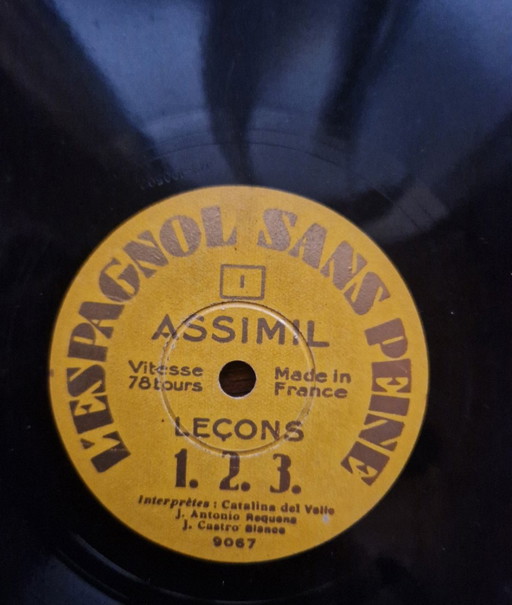 L'ESPAGNOL SANS PEINE
1
ASSIMIL
Vitesse
78 tours
Made in
France
LEÇONS
1. 2. 3.
Interprètes : Catalina del Valle
J. Antonio Requena
J. Castro Blanco
9067